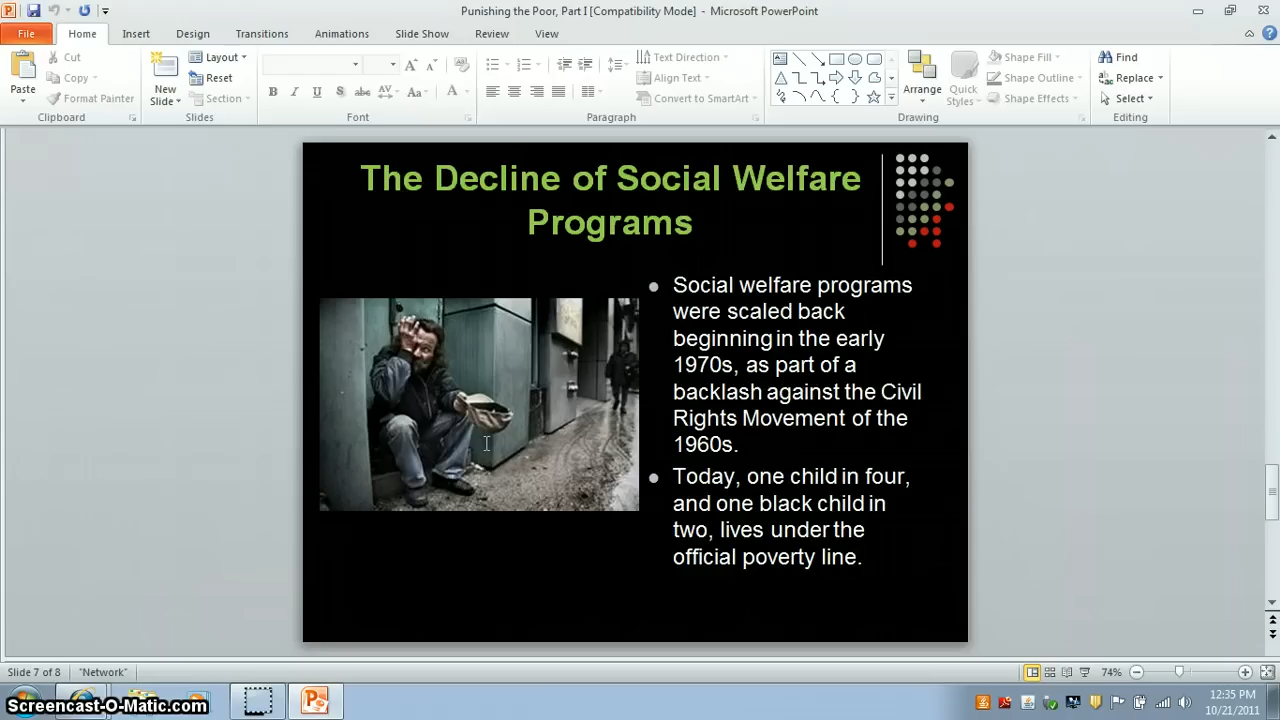 Punishing the Poor, Part I [Compatibility Mode] - Microsoft PowerPoint
File Home Insert Design Transitions Animations Slide Show Review View
Cut
Copy
Format Painter
Paste
Clipboard
New
Slide
Layout
Reset
Section
Slides
Font
Text Direction
Align Text
Convert to SmartArt
Paragraph
Arrange
Quick
Styles
Shape Fill
Shape Outline
Shape Effects
Drawing
Find
Replace
Select
Editing
The Decline of Social Welfare
Programs
Social welfare programs
were scaled back
beginning in the early
1970s, as part of a
backlash against the Civil
Rights Movement of the
1960s.
Today, one child in four,
and one black child in
two, lives under the
official poverty line.
Slide 7 of 8 "Network" 74%
Screencast-O-Matic.com
12:35 PM
10/21/2011